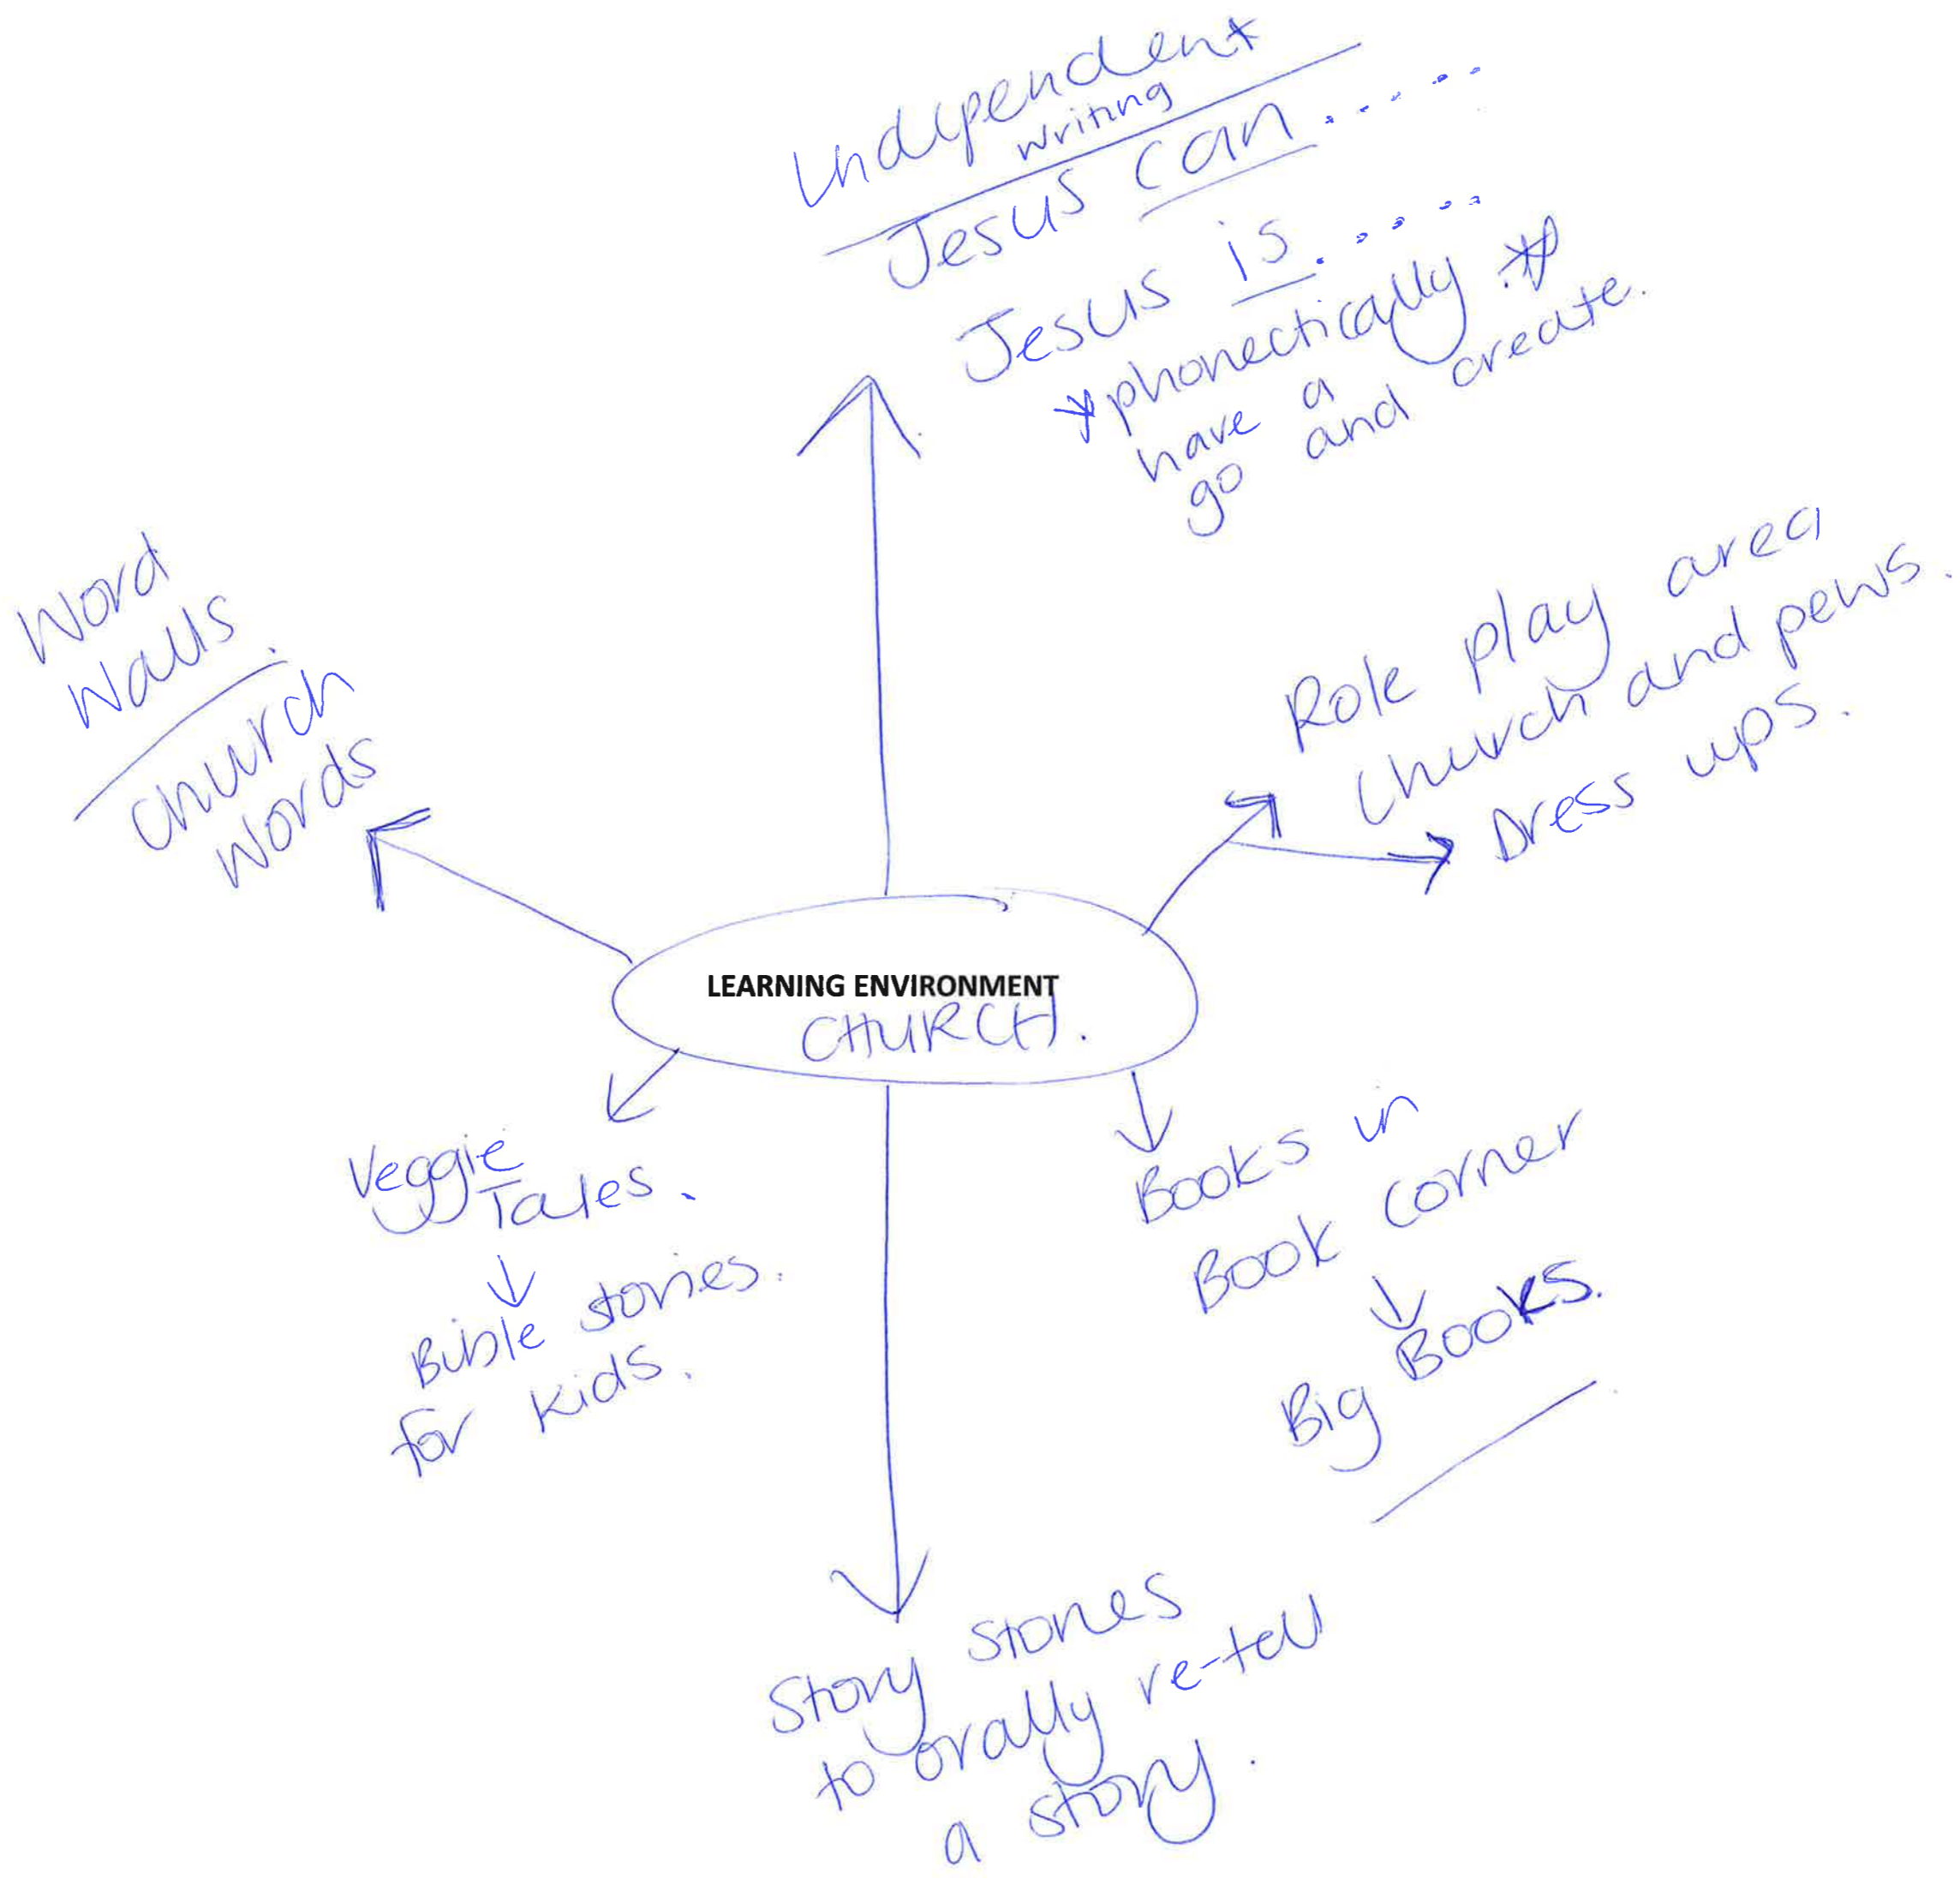 Indipendent
writing
Jesus can.....
Jesus is.....
*phonectically *
have a
go and create.
Word
Walls.
Church
Words
Role play area
Church and pews.
Dress ups.
LEARNING ENVIRONMENT
CHURCH.
Veggie
Tales.
Bible stories.
for Kids.
Books in
Book corner
Big Books.
Story stones
to orally re-tell
a story.